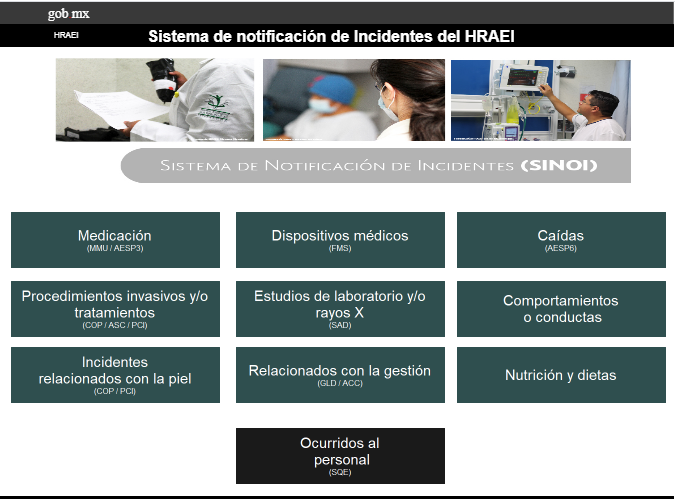 gob mx
HRAEI
Sistema de notificación de Incidentes del HRAEI
SISTEMA DE NOTIFICACIÓN DE INCIDENTES (SINOI)
Medicación
(MMU / AESP3)
Dispositivos médicos
(FMS)
Caídas
(AESP6)
Procedimientos invasivos y/o
tratamientos
(COP / ASC / PCI)
Estudios de laboratorio y/o
rayos X
(SAD)
Comportamientos
o conductas
Incidentes
relacionados con la piel
(COP / PCI)
Relacionados con la gestión
(GLD / ACC)
Nutrición y dietas
Ocurridos al
personal
(SQE)